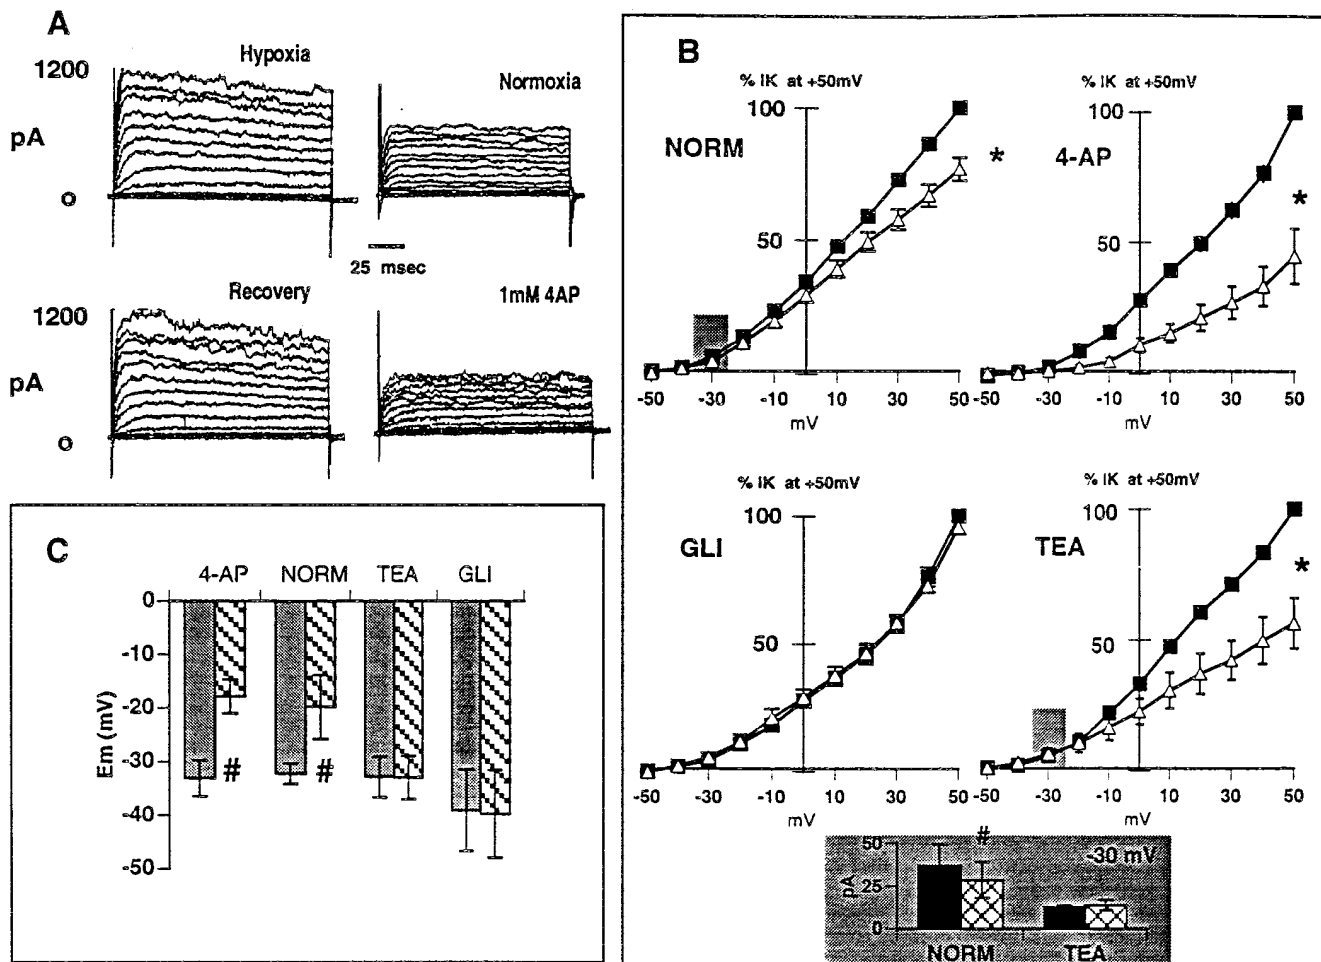 A
Hypoxia
Normoxia
1200
pA
o
25 msec
Recovery
1mM 4AP
1200
pA
o
B
% IK at +50mV
100
50
NORM
*
-50 -30 -10 10 30 50
mV
% IK at +50mV
100
50
4-AP
*
-50 -30 -10 10 30 50
mV
% IK at +50mV
100
50
GLI
-50 -30 -10 10 30 50
mV
% IK at +50mV
100
50
TEA
*
-50 -30 -10 10 30 50
mV
50
25
0
pA
#
-30 mV
NORM TEA
C
4-AP NORM TEA GLI
0
-10
-20
-30
-40
-50
Em (mV)
# #